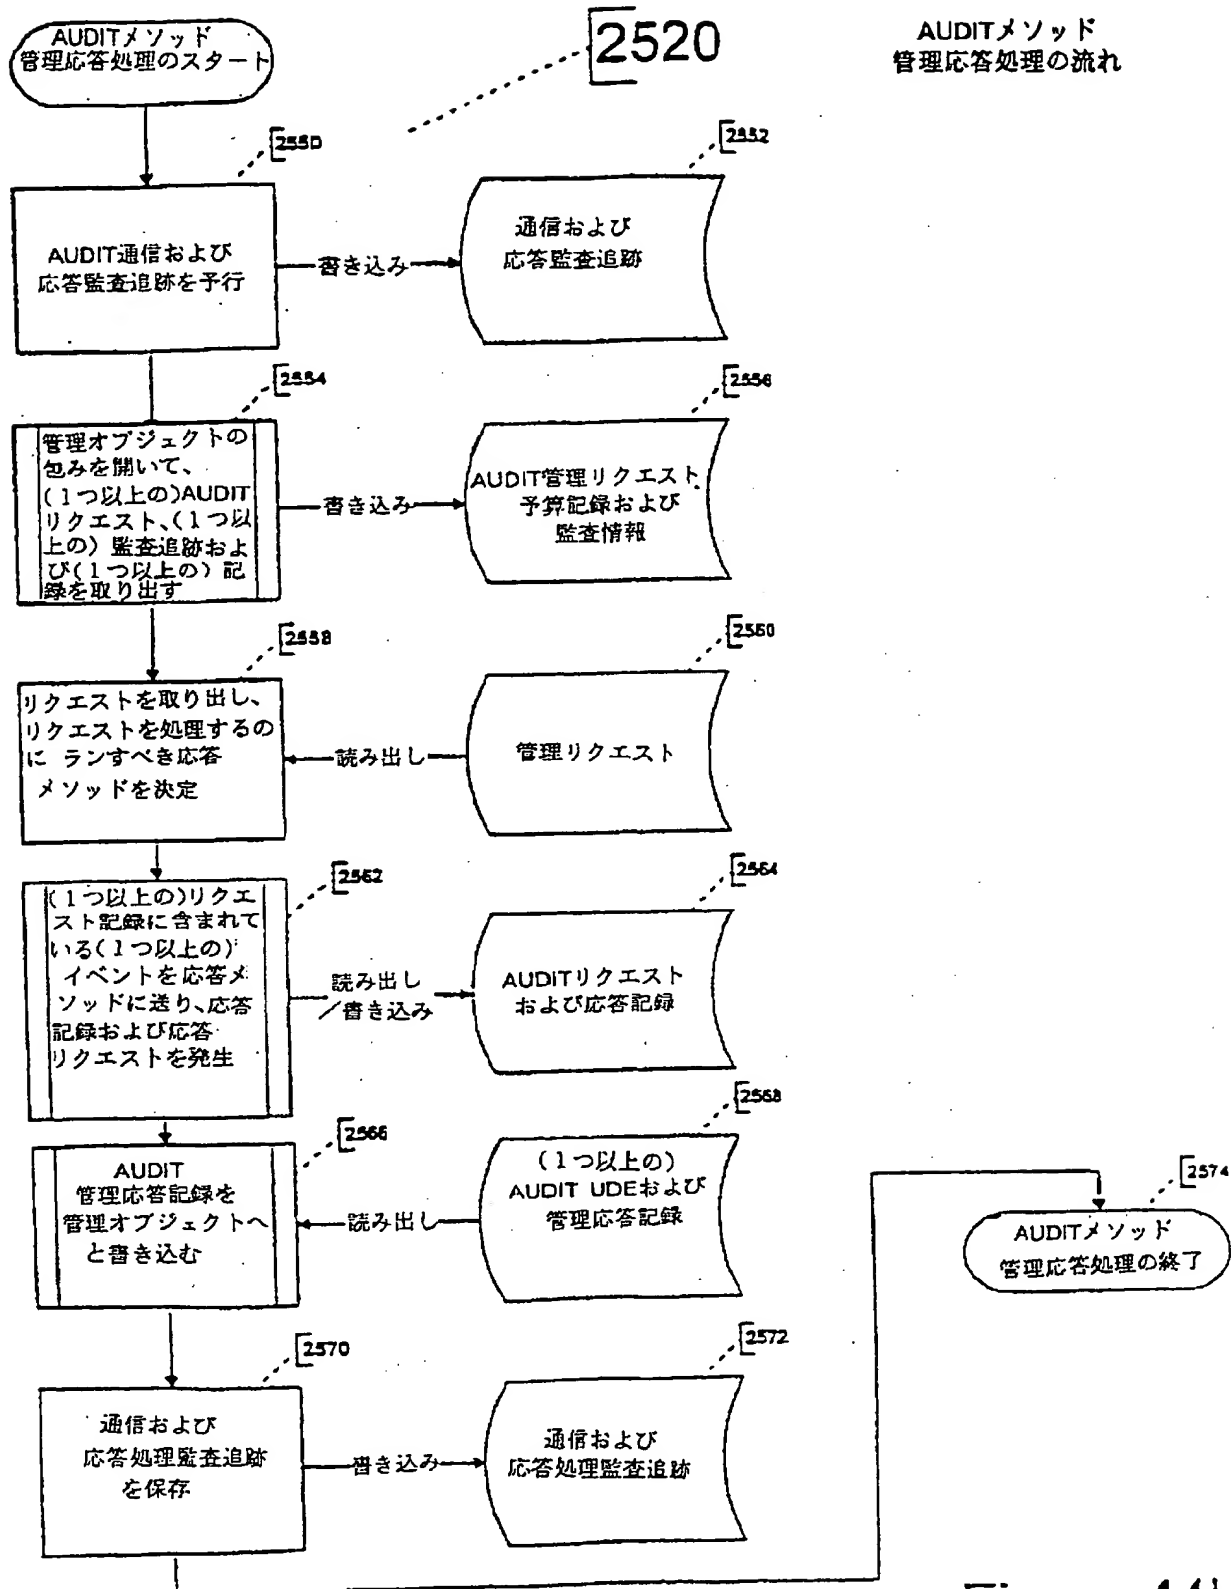 AUDITメソッド
管理応答処理のスタート
2520
AUDITメソッド
管理応答処理の流れ
2550
2552
AUDIT通信および
応答監査追跡を予行
書き込み
通信および
応答監査追跡
2554
2556
管理オブジェクトの
包みを開いて、
(1つ以上の)AUDIT
リクエスト、(1つ以
上の) 監査追跡およ
び(1つ以上の) 記
録を取り出す
書き込み
AUDIT管理リクエスト
予算記録および
監査情報
2558
2560
リクエストを取り出し、
リクエストを処理するの
に ランすべき応答
メソッドを決定
読み出し
管理リクエスト
2562
2564
(1つ以上の)リクエ
スト記録に含まれて
いる(1つ以上の)
イベントを応答メ
ソッドに送り、応答
記録および応答
リクエストを発生
読み出し
/書き込み
AUDITリクエスト
および応答記録
2566
2568
AUDIT
管理応答記録を
管理オブジェクトへ
と書き込む
読み出し
(1つ以上の)
AUDIT UDEおよび
管理応答記録
2574
AUDITメソッド
管理応答処理の終了
2570
2572
通信および
応答処理監査追跡
を保存
書き込み
通信および
応答処理監査追跡